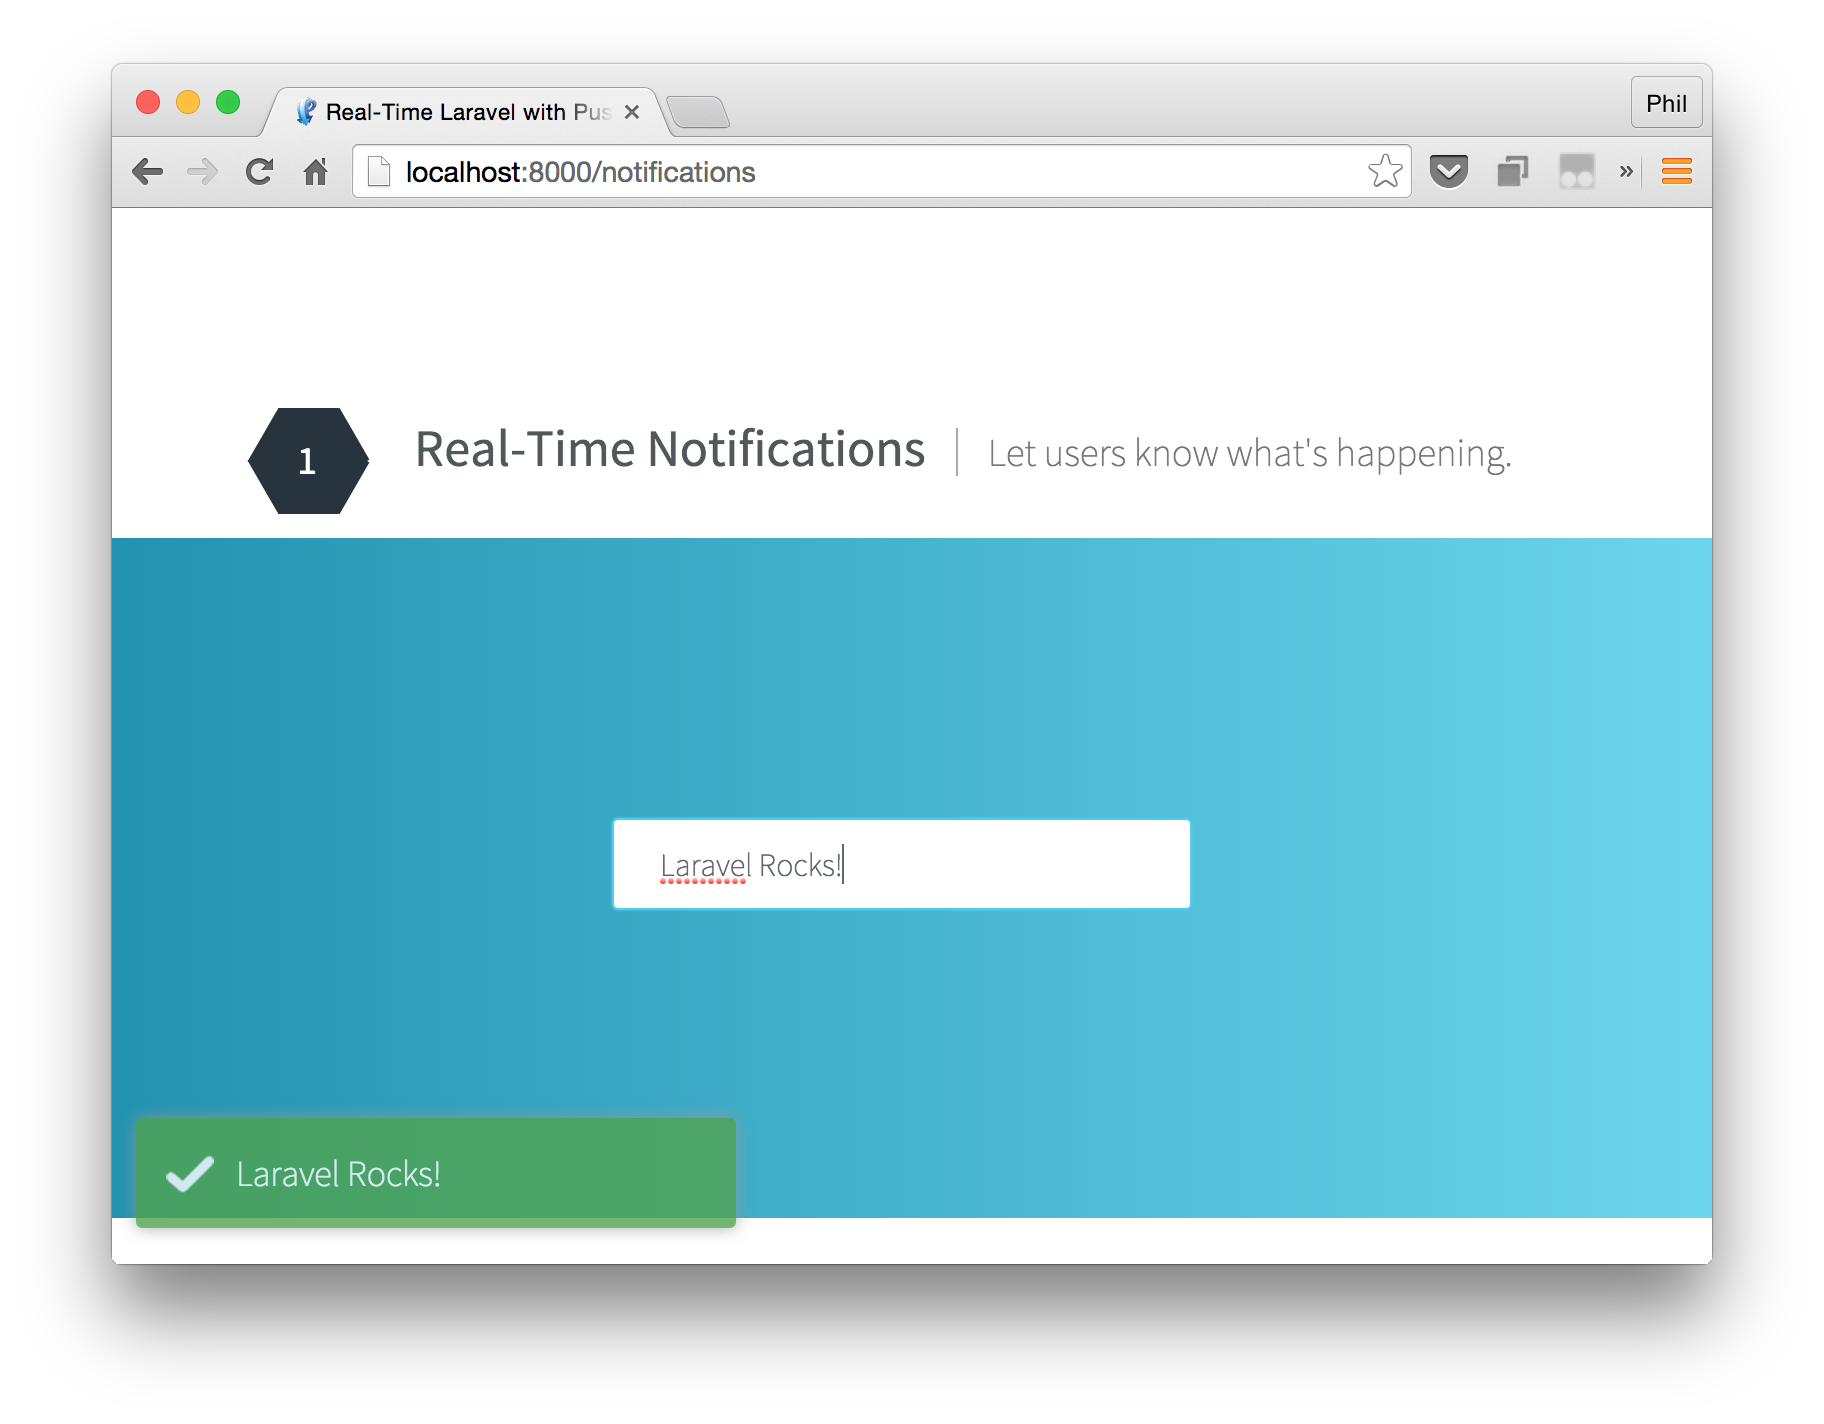 Real-Time Laravel with Pus
Phil
localhost:8000/notifications
1
Real-Time Notifications
Let users know what's happening.
Laravel Rocks!
Laravel Rocks!